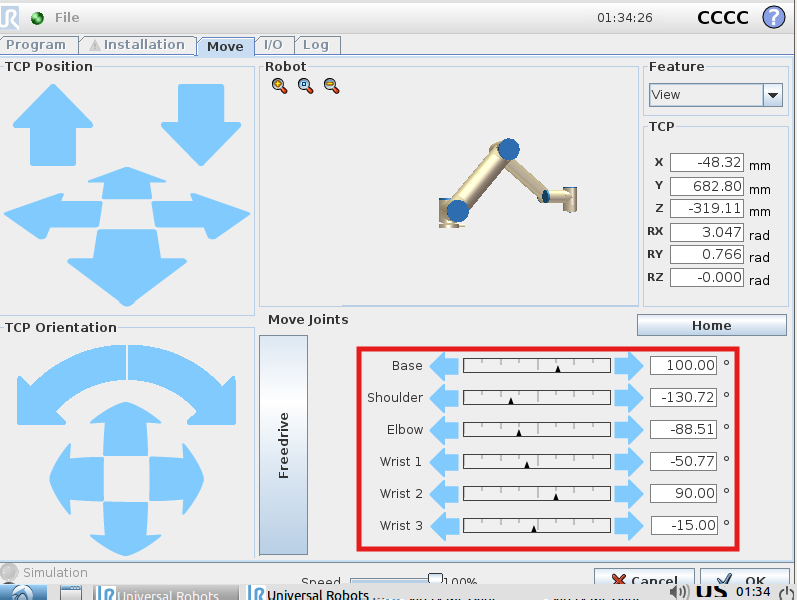 File 01:34:26 CCCC ?
Program Installation Move I/O Log
TCP Position
Robot
Feature
View
TCP
X -48.32 mm
Y 682.80 mm
Z -319.11 mm
RX 3.047 rad
RY 0.766 rad
RZ -0.000 rad
TCP Orientation
Move Joints
Home
Freedrive
Base 100.00 °
Shoulder -130.72 °
Elbow -88.51 °
Wrist 1 -50.77 °
Wrist 2 90.00 °
Wrist 3 -15.00 °
Simulation
Speed 100%
Cancel
OK
Universal Robots
Universal Robots
US 01:34